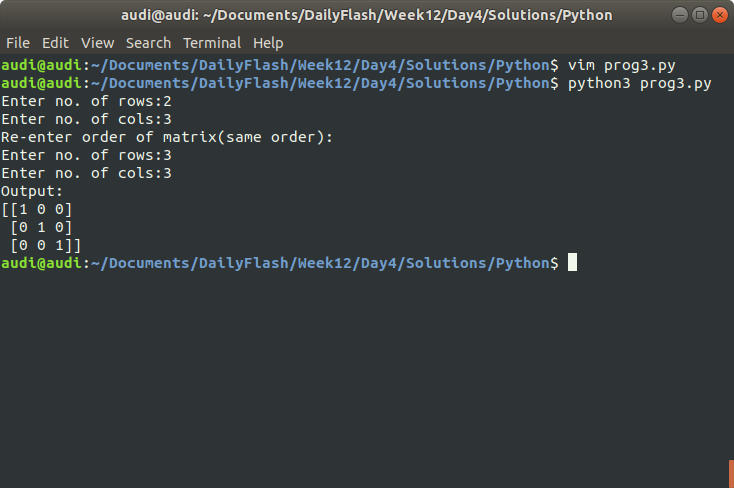 audi@audi: ~/Documents/DailyFlash/Week12/Day4/Solutions/Python
File Edit View Search Terminal Help
audi@audi:~/Documents/DailyFlash/Week12/Day4/Solutions/Python$ vim prog3.py
audi@audi:~/Documents/DailyFlash/Week12/Day4/Solutions/Python$ python3 prog3.py
Enter no. of rows:2
Enter no. of cols:3
Re-enter order of matrix(same order):
Enter no. of rows:3
Enter no. of cols:3
Output:
[[1 0 0]
 [0 1 0]
 [0 0 1]]
audi@audi:~/Documents/DailyFlash/Week12/Day4/Solutions/Python$